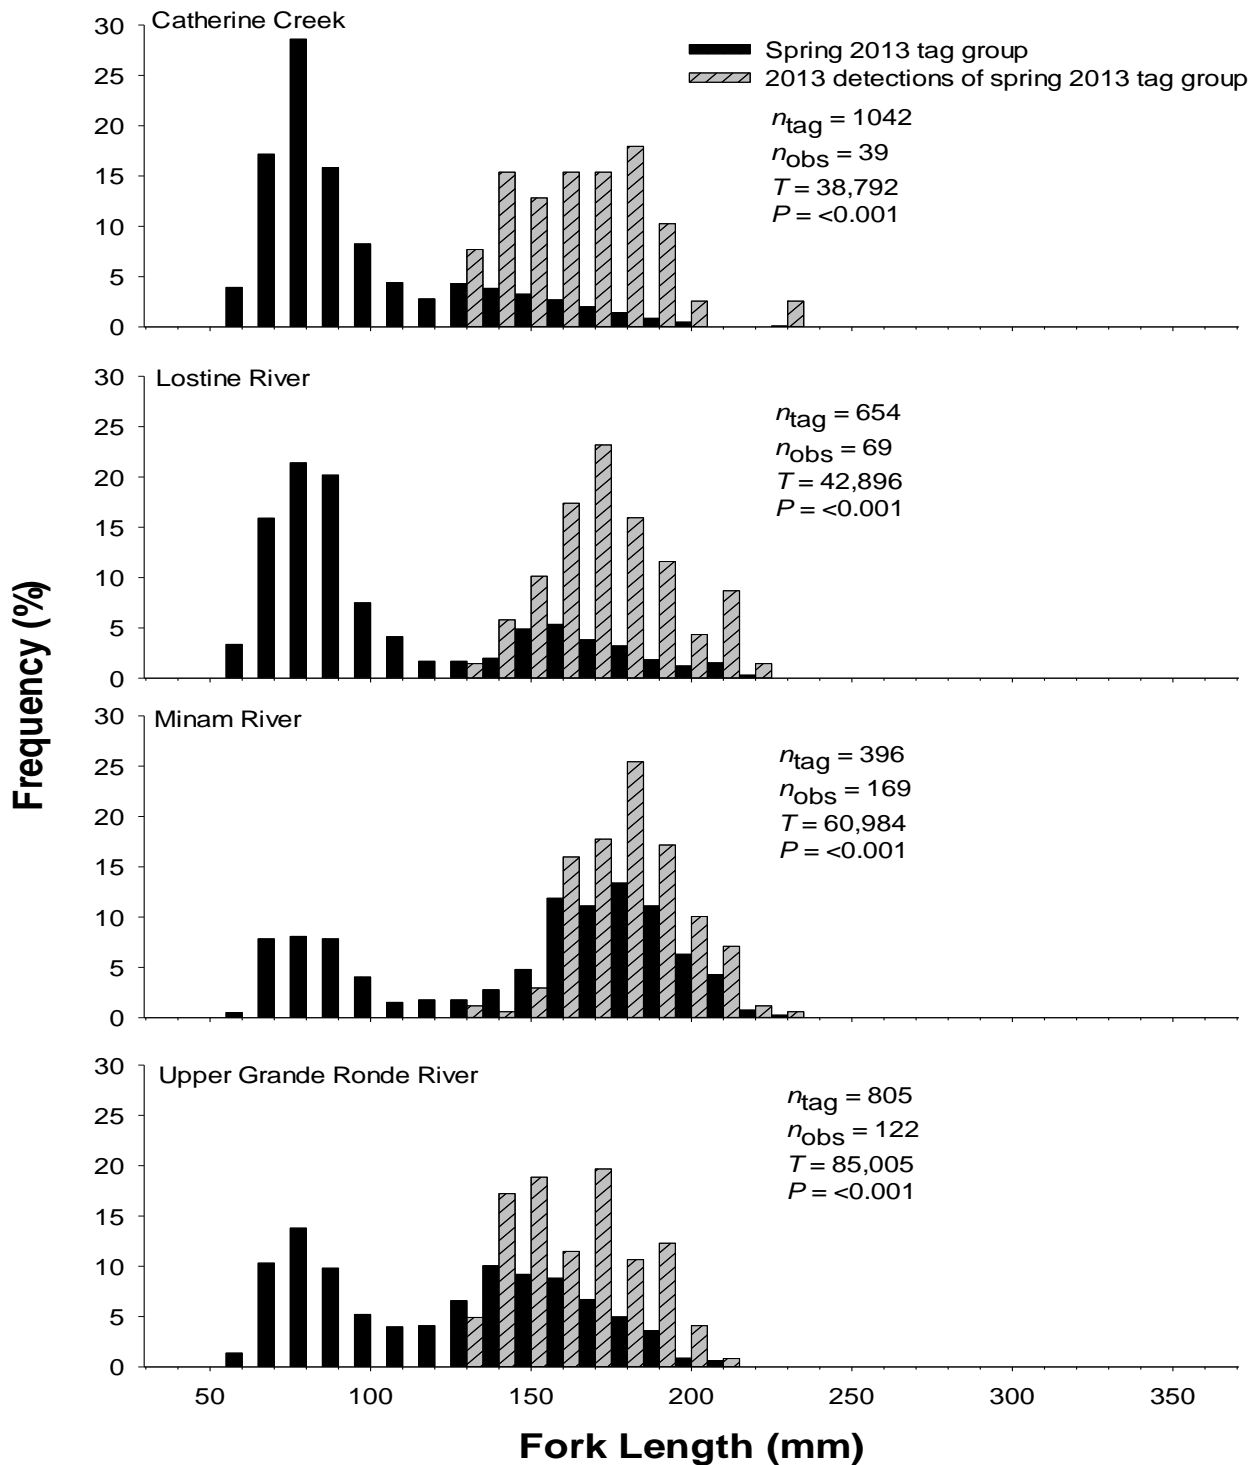 Catherine Creek
Spring 2013 tag group
2013 detections of spring 2013 tag group
ntag = 1042
nobs = 39
T = 38,792
P = <0.001
30
25
20
15
10
5
0
Lostine River
ntag = 654
nobs = 69
T = 42,896
P = <0.001
30
25
20
15
10
5
0
Minam River
ntag = 396
nobs = 169
T = 60,984
P = <0.001
30
25
20
15
10
5
0
Upper Grande Ronde River
ntag = 805
nobs = 122
T = 85,005
P = <0.001
30
25
20
15
10
5
0
Frequency (%)
50 100 150 200 250 300 350
Fork Length (mm)